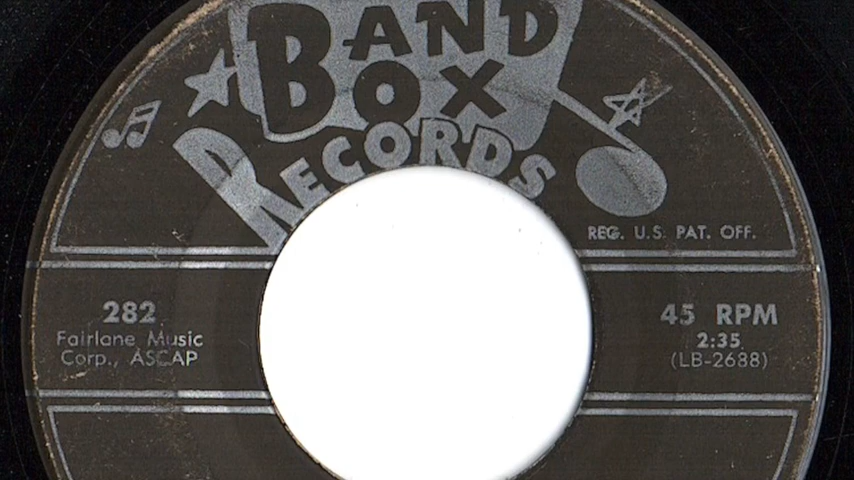 BAND
BOX
RECORDS
REG. U.S. PAT. OFF.
282
Fairlane Music
Corp., ASCAP
45 RPM
2:35
(LB-2688)